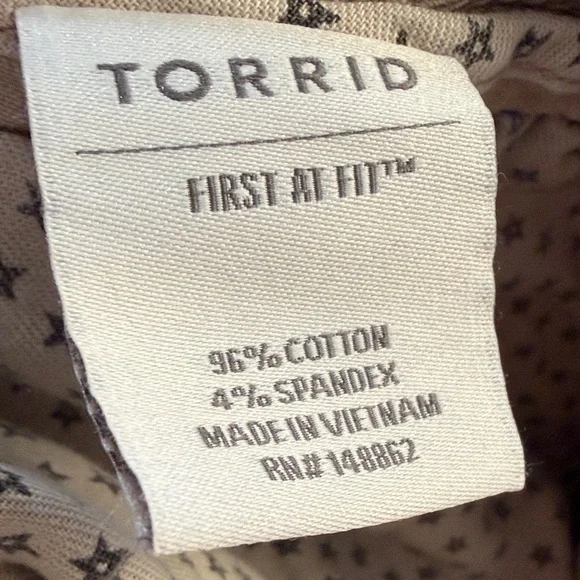 TORRID
FIRST AT FIT™
96% COTTON
4% SPANDEX
MADE IN VIETNAM
RN# 148862